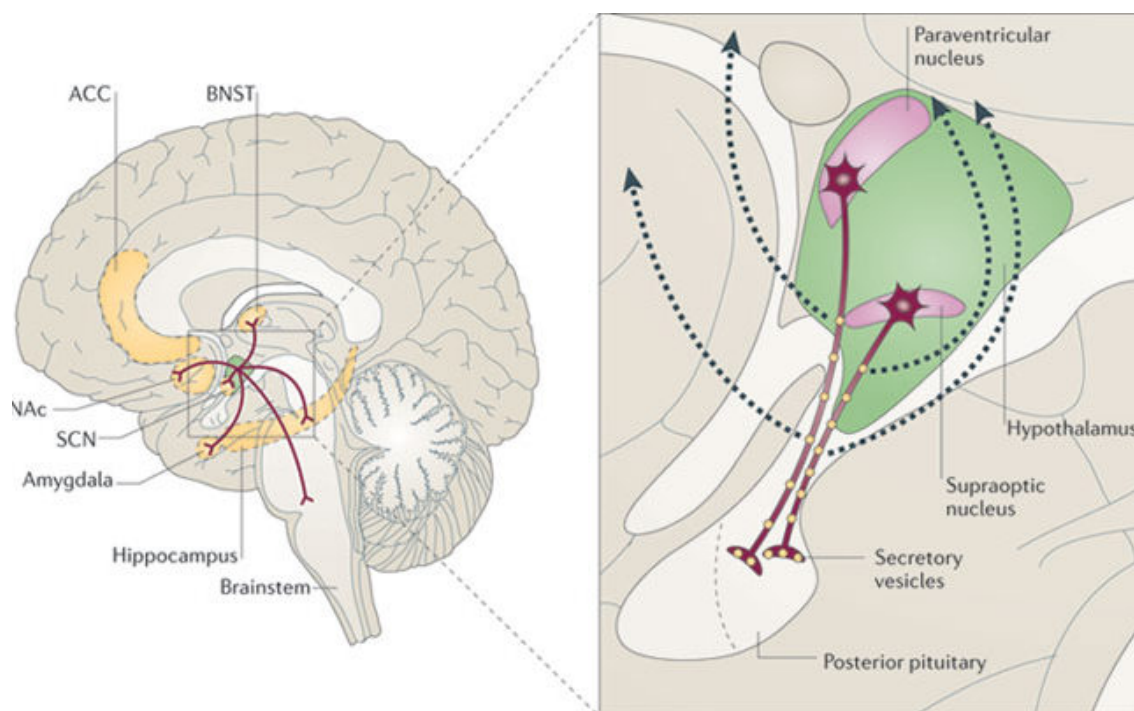 ACC
BNST
NAc
SCN
Amygdala
Hippocampus
Brainstem
Paraventricular
nucleus
Hypothalamus
Supraoptic
nucleus
Secretory
vesicles
Posterior pituitary